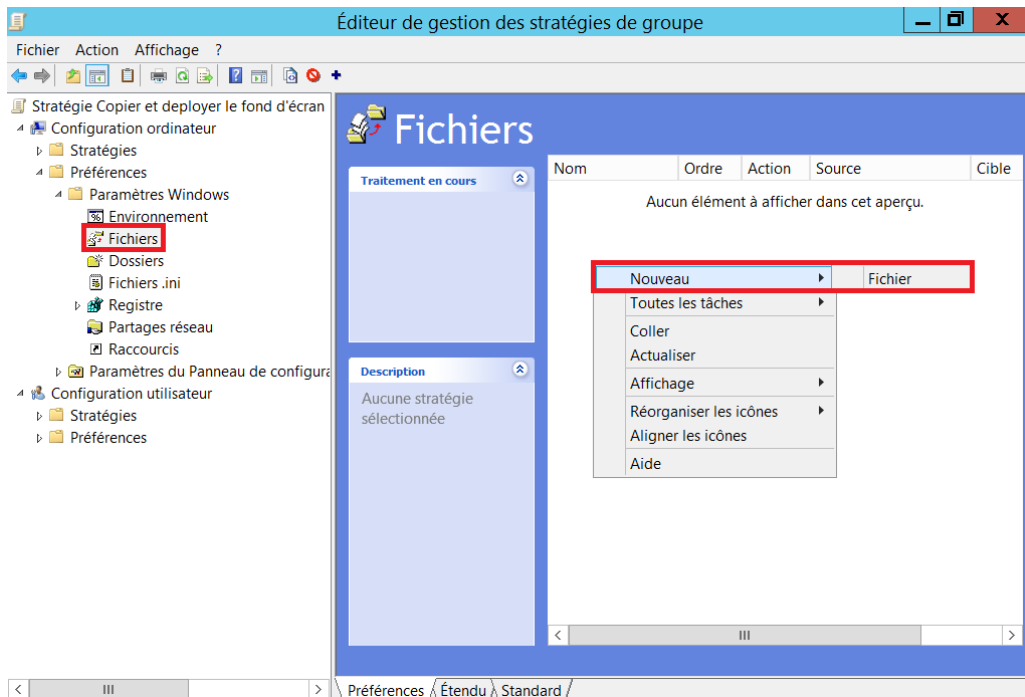 Éditeur de gestion des stratégies de groupe
Fichier Action Affichage ?
Stratégie Copier et deployer le fond d'écran
Configuration ordinateur
Stratégies
Préférences
Paramètres Windows
Environnement
Fichiers
Dossiers
Fichiers .ini
Registre
Partages réseau
Raccourcis
Paramètres du Panneau de configura
Configuration utilisateur
Stratégies
Préférences
Fichiers
Traitement en cours
Description
Aucune stratégie
sélectionnée
Nom Ordre Action Source Cible
Aucun élément à afficher dans cet aperçu.
Nouveau Fichier
Toutes les tâches
Coller
Actualiser
Affichage
Réorganiser les icônes
Aligner les icônes
Aide
Préférences Étendu Standard